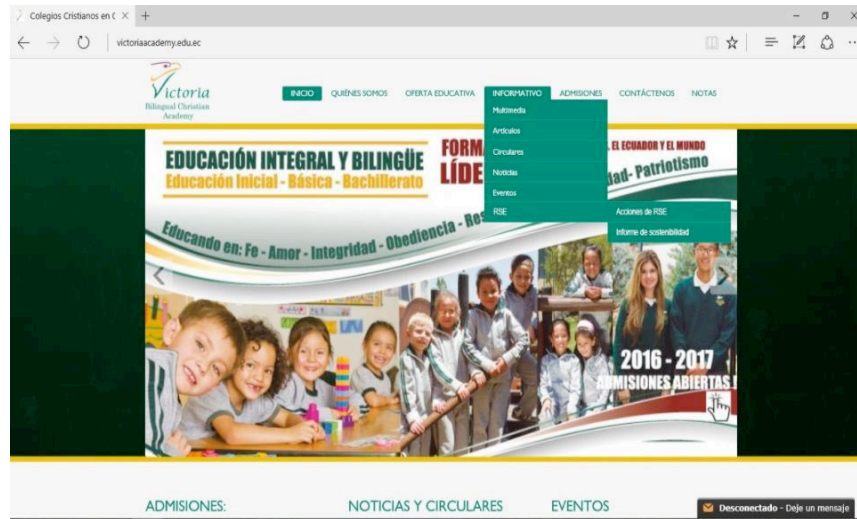 Colegios Cristianos en C
victoriaacademy.edu.ec
Victoria
Bilingual Christian
Academy
INICIO QUIÉNES SOMOS OFERTA EDUCATIVA INFORMATIVO ADMISIONES CONTÁCTENOS NOTAS
Multimedia
Artículos
Circulares
Noticias
Eventos
RSE
Acciones de RSE
Informe de sostenibilidad
EDUCACIÓN INTEGRAL Y BILINGÜE
Educación Inicial - Básica - Bachillerato
EL ECUADOR Y EL MUNDO
Educando en: Fe - Amor - Integridad - Obediencia - Res
dad- Patriotismo
2016 - 2017
ADMISIONES ABIERTAS !
ADMISIONES:
NOTICIAS Y CIRCULARES
EVENTOS
Desconectado - Deje un mensaje